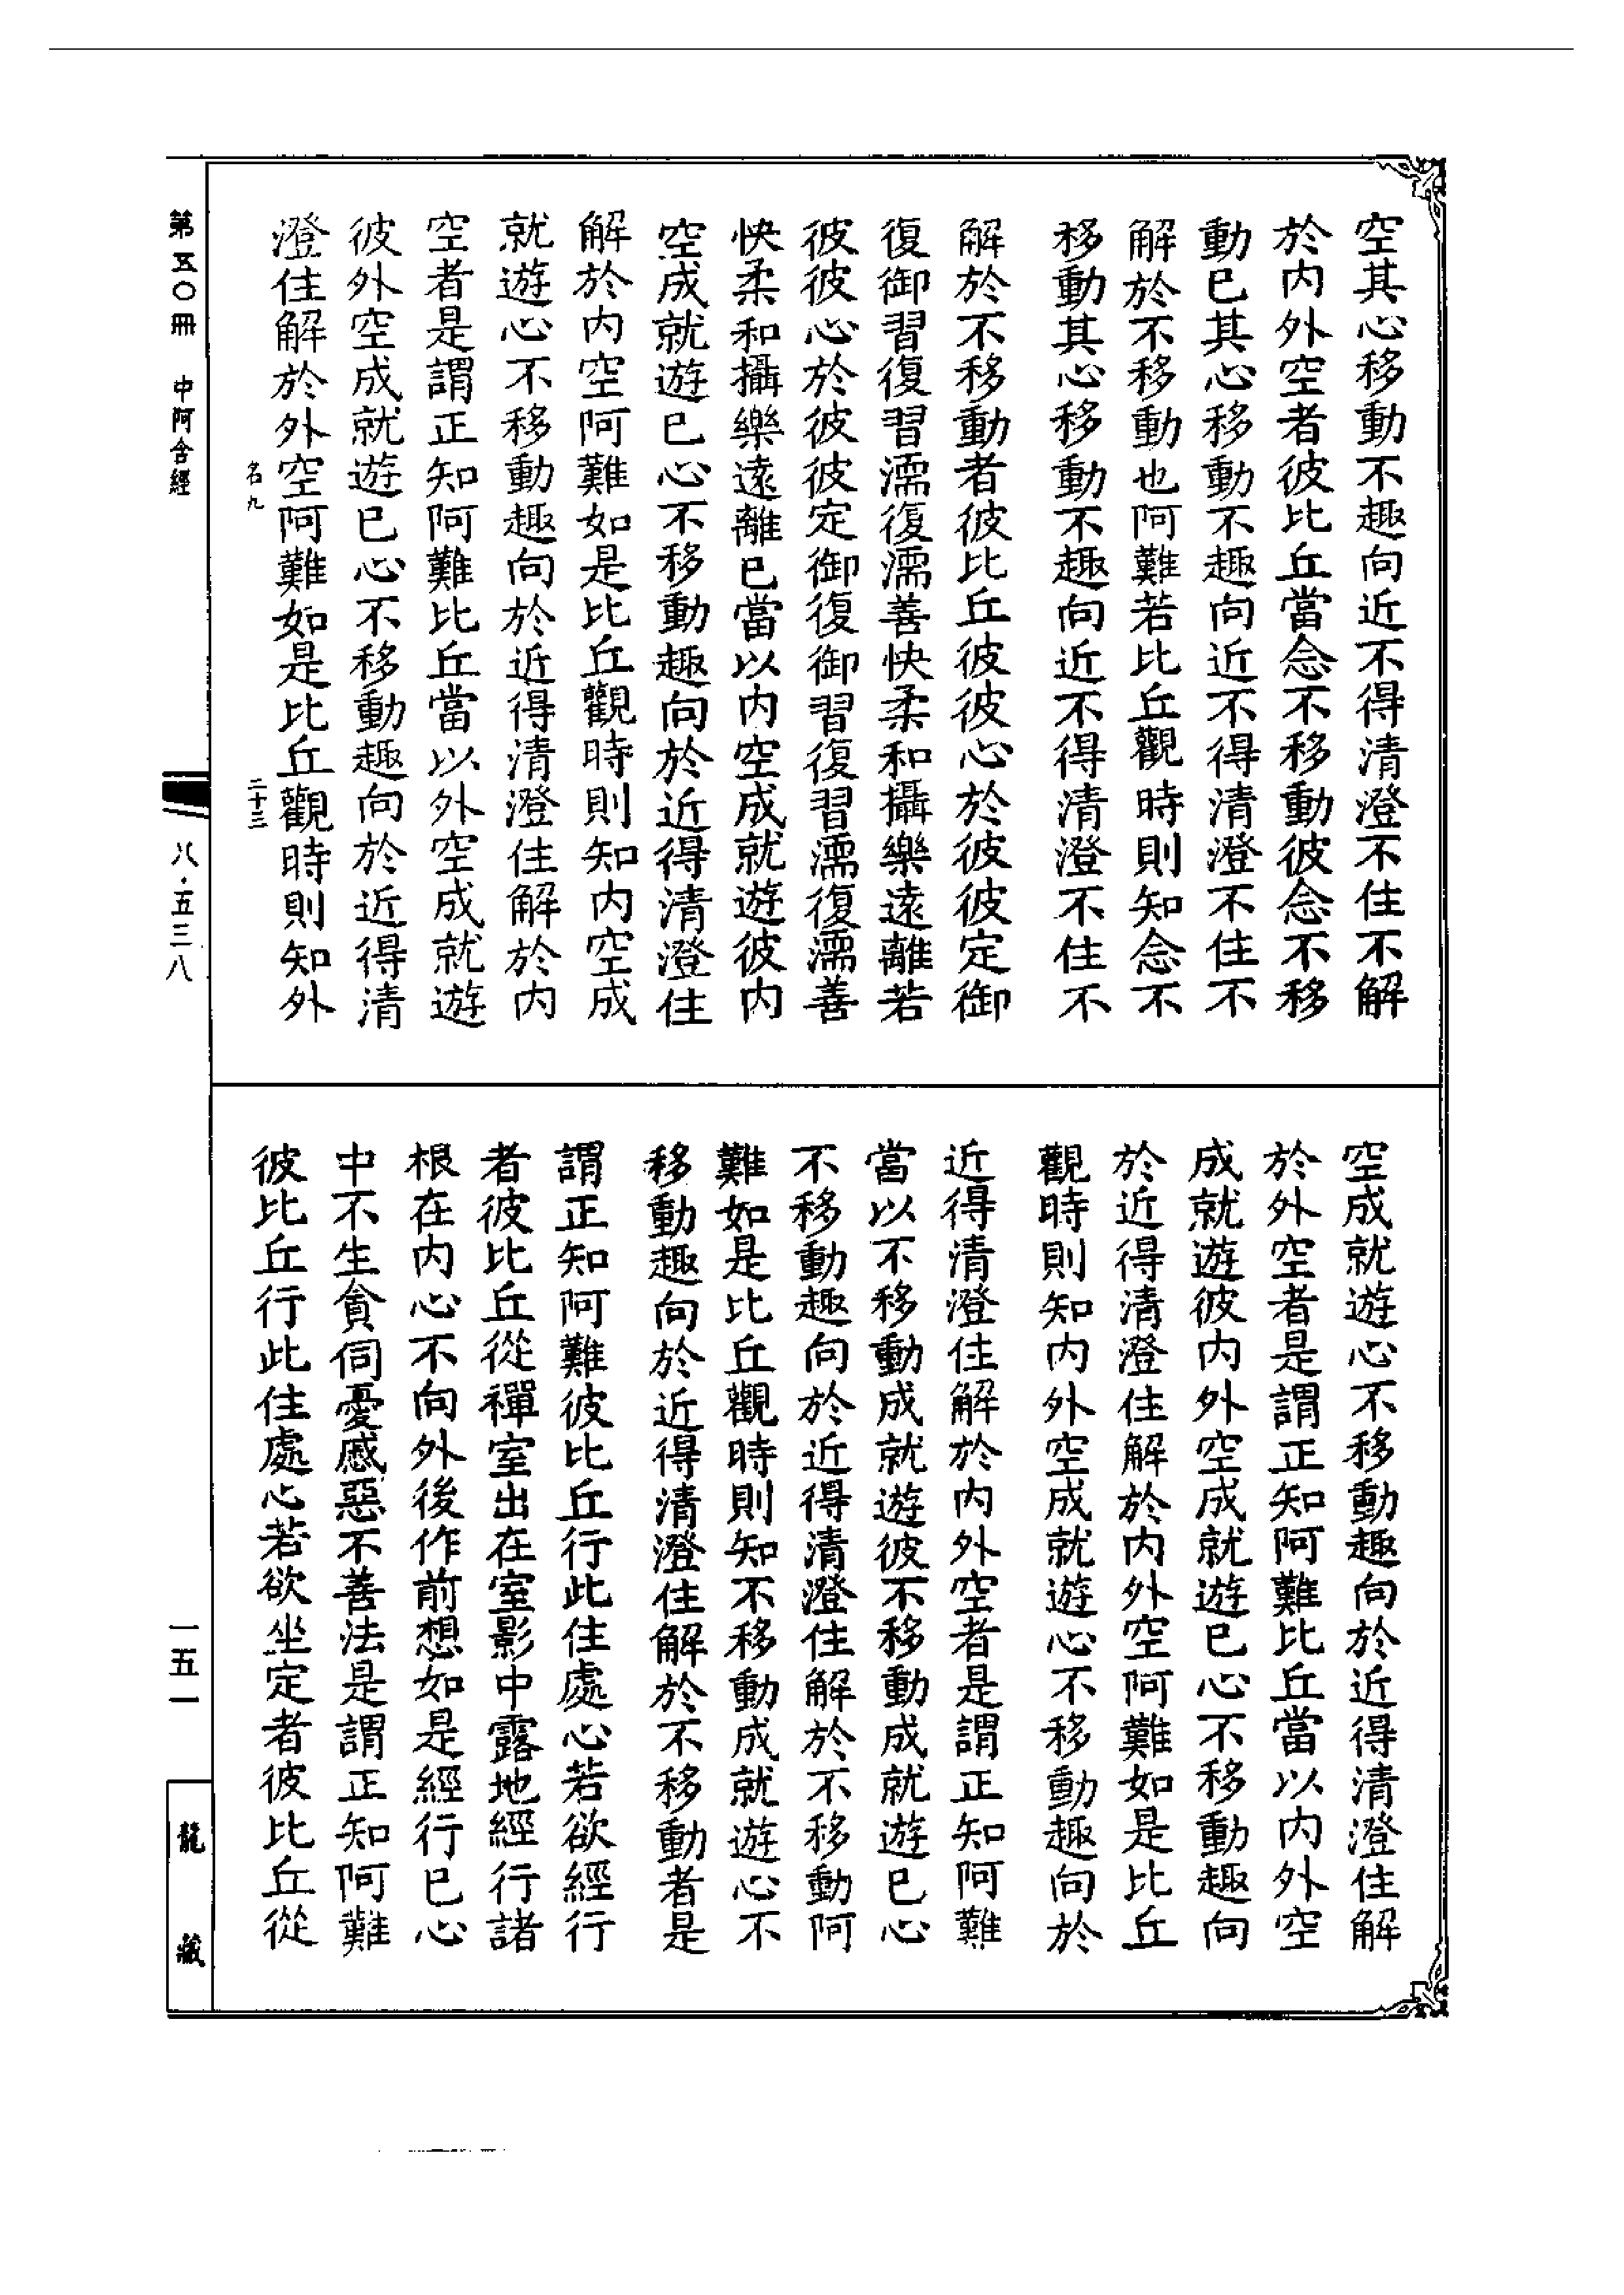 空其心移動不趣向近不得清澄不住不解
於内外空者彼比丘當念不移動彼念不移
動已其心移動不趣向近不得清澄不住不
解於不移動也阿難若比丘觀時則知念不
移動其心移動不趣向近不得清澄不住不
解於不移動者彼比丘彼彼心於彼彼定御
復御習復習濡復濡善快柔和攝樂遠離若
彼彼心於彼彼定御復御習復習濡復濡善
快柔和攝樂遠離已當以内空成就遊彼内
空成就遊已心不移動趣向於近得清澄住
解於内空阿難如是比丘觀時則知内空成
就遊心不移動趣向於近得清澄住解於内
空者是謂正知阿難比丘當以外空成就遊
彼外空成就遊已心不移動趣向於近得清
澄住解於外空阿難如是比丘觀時則知外
名九 二十三
空成就遊心不移動趣向於近得清澄住解
於外空者是謂正知阿難比丘當以内外空
成就遊彼内外空成就遊已心不移動趣向
於近得清澄住解於内外空阿難如是比丘
觀時則知内外空成就遊心不移動趣向於
近得清澄住解於内外空者是謂正知阿難
當以不移動成就遊彼不移動成就遊已心
不移動趣向於近得清澄住解於不移動阿
難如是比丘觀時則知不移動成就遊心不
移動趣向於近得清澄住解於不移動者是
謂正知阿難彼比丘行此住處心若欲經行
者彼比丘從禪室出在室影中露地經行諸
根在内心不向外後作前想如是經行已心
中不生貪伺憂慼惡不善法是謂正知阿難
彼比丘行此住處心若欲坐定者彼比丘從
第五〇冊 中阿含經
八·五三八
一五一
龍藏